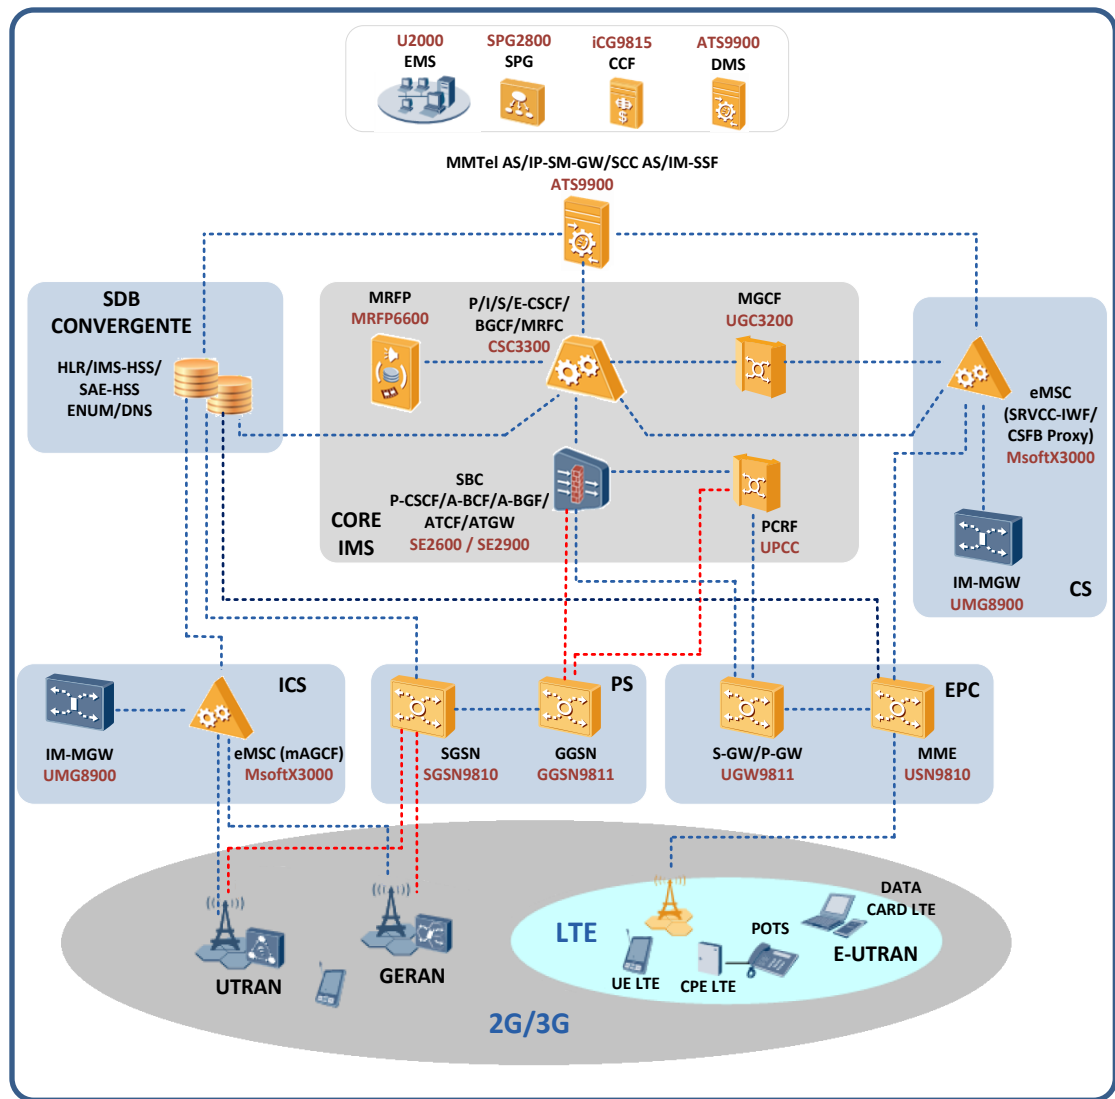 U2000
EMS
SPG2800
SPG
iCG9815
CCF
ATS9900
DMS
MMTel AS/IP-SM-GW/SCC AS/IM-SSF
ATS9900
SDB
CONVERGENTE
HLR/IMS-HSS/
SAE-HSS
ENUM/DNS
MRFP
MRFP6600
P/I/S/E-CSCF/
BGCF/MRFC
CSC3300
MGCF
UGC3200
eMSC
(SRVCC-IWF/
CSFB Proxy)
MsoftX3000
SBC
P-CSCF/A-BCF/A-BGF/
ATCF/ATGW
SE2600 / SE2900
CORE
IMS
PCRF
UPCC
IM-MGW
UMG8900
CS
ICS
IM-MGW
UMG8900
eMSC (mAGCF)
MsoftX3000
PS
SGSN
SGSN9810
GGSN
GGSN9811
EPC
S-GW/P-GW
UGW9811
MME
USN9810
UTRAN
GERAN
2G/3G
LTE
UE LTE
CPE LTE
POTS
DATA
CARD LTE
E-UTRAN